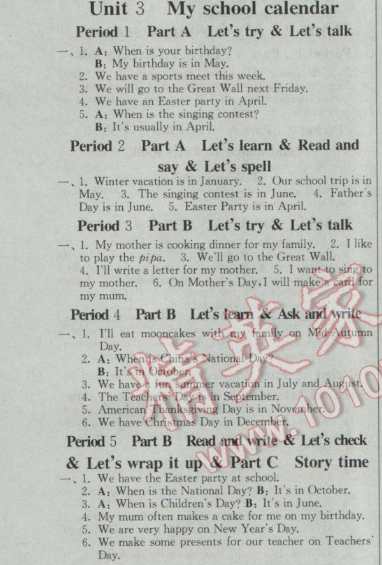 Unit 3 My school calendar
Period 1 Part A Let's try & Let's talk
一、1. A: When is your birthday?
B: My birthday is in May.
2. We have a sports meet this week.
3. We will go to the Great Wall next Friday.
4. We have an Easter party in April.
5. A: When is the singing contest?
B: It's usually in April.
Period 2 Part A Let's learn & Read and
say & Let's spell
一、1. Winter vacation is in January. 2. Our school trip is in
May. 3. The singing contest is in June. 4. Father's
Day is in June. 5. Easter Party is in April.
Period 3 Part B Let's try & Let's talk
一、1. My mother is cooking dinner for my family. 2. I like
to play the pipa. 3. We'll go to the Great Wall.
4. I'll write a letter for my mother. 5. I want to sing to
my mother. 6. On Mother's Day, I will make a card for
my mum.
Period 4 Part B Let's learn & Ask and write
一、1. I'll eat mooncakes with my family on Mid-Autumn
Day.
2. A: When is China's National Day?
B: It's in October.
3. We have a fun summer vacation in July and August.
4. The Teachers' Day is in September.
5. American Thanksgiving Day is in November.
6. We have Christmas Day in December.
Period 5 Part B Read and write & Let's check
& Let's wrap it up & Part C Story time
一、1. We have the Easter party at school.
2. A: When is the National Day? B: It's in October.
3. A: When is Children's Day? B: It's in June.
4. My mum often makes a cake for me on my birthday.
5. We are very happy on New Year's Day.
6. We make some presents for our teacher on Teachers'
Day.
精英家
www.1010